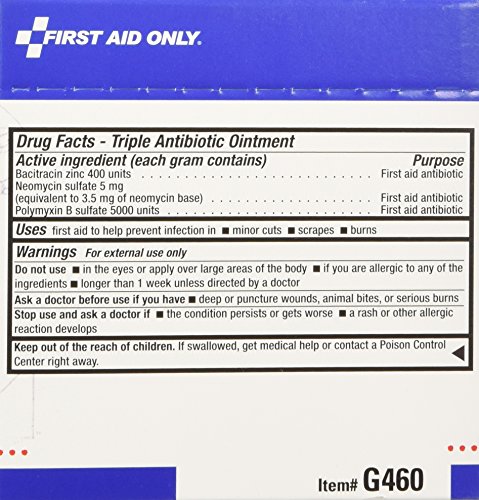 FIRST AID ONLY®
Drug Facts - Triple Antibiotic Ointment
Active ingredient (each gram contains) Purpose
Bacitracin zinc 400 units . . . . . . . . . . . . . . . . . . . . . . . . . . First aid antibiotic
Neomycin sulfate 5 mg
(equivalent to 3.5 mg of neomycin base) . . . . . . . . . . . . . . . . First aid antibiotic
Polymyxin B sulfate 5000 units . . . . . . . . . . . . . . . . . . . . . . First aid antibiotic
Uses first aid to help prevent infection in ■ minor cuts ■ scrapes ■ burns
Warnings For external use only
Do not use ■ in the eyes or apply over large areas of the body ■ if you are allergic to any of the
ingredients ■ longer than 1 week unless directed by a doctor
Ask a doctor before use if you have ■ deep or puncture wounds, animal bites, or serious burns
Stop use and ask a doctor if ■ the condition persists or gets worse ■ a rash or other allergic
reaction develops
Keep out of the reach of children. If swallowed, get medical help or contact a Poison Control
Center right away.
Item# G460